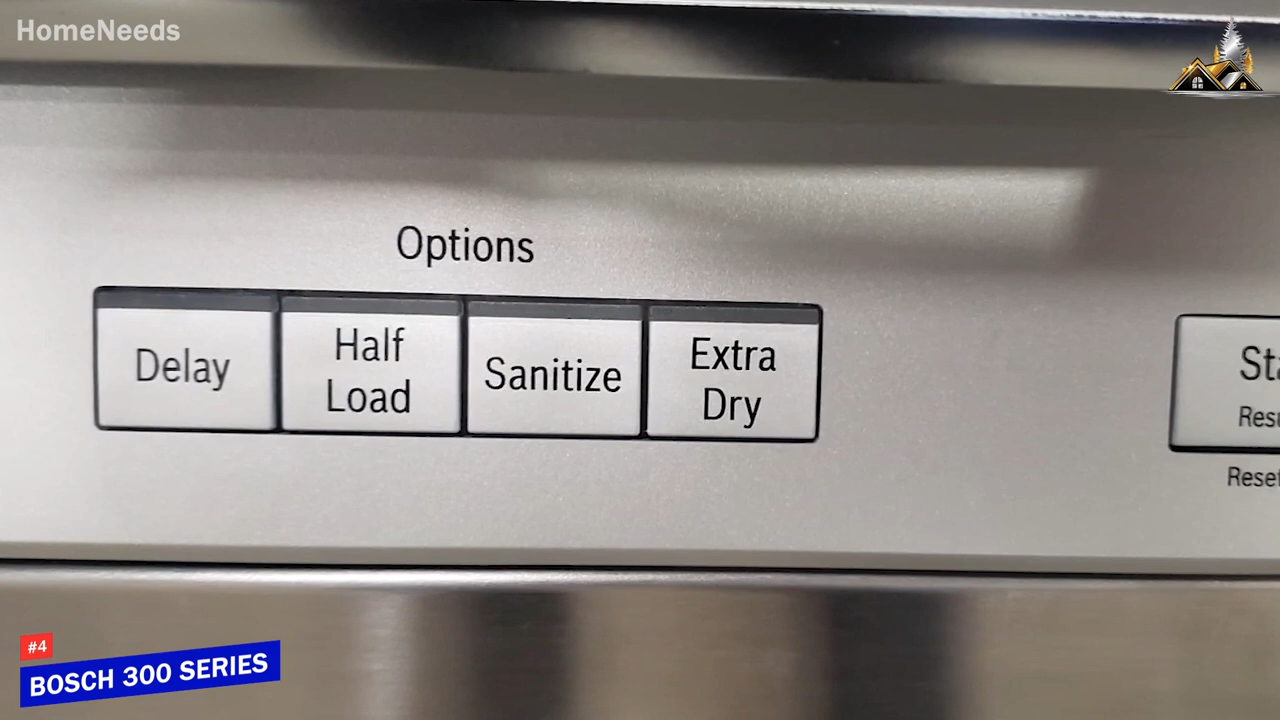 HomeNeeds
Options
Delay
Half
Load
Sanitize
Extra
Dry
#4
BOSCH 300 SERIES